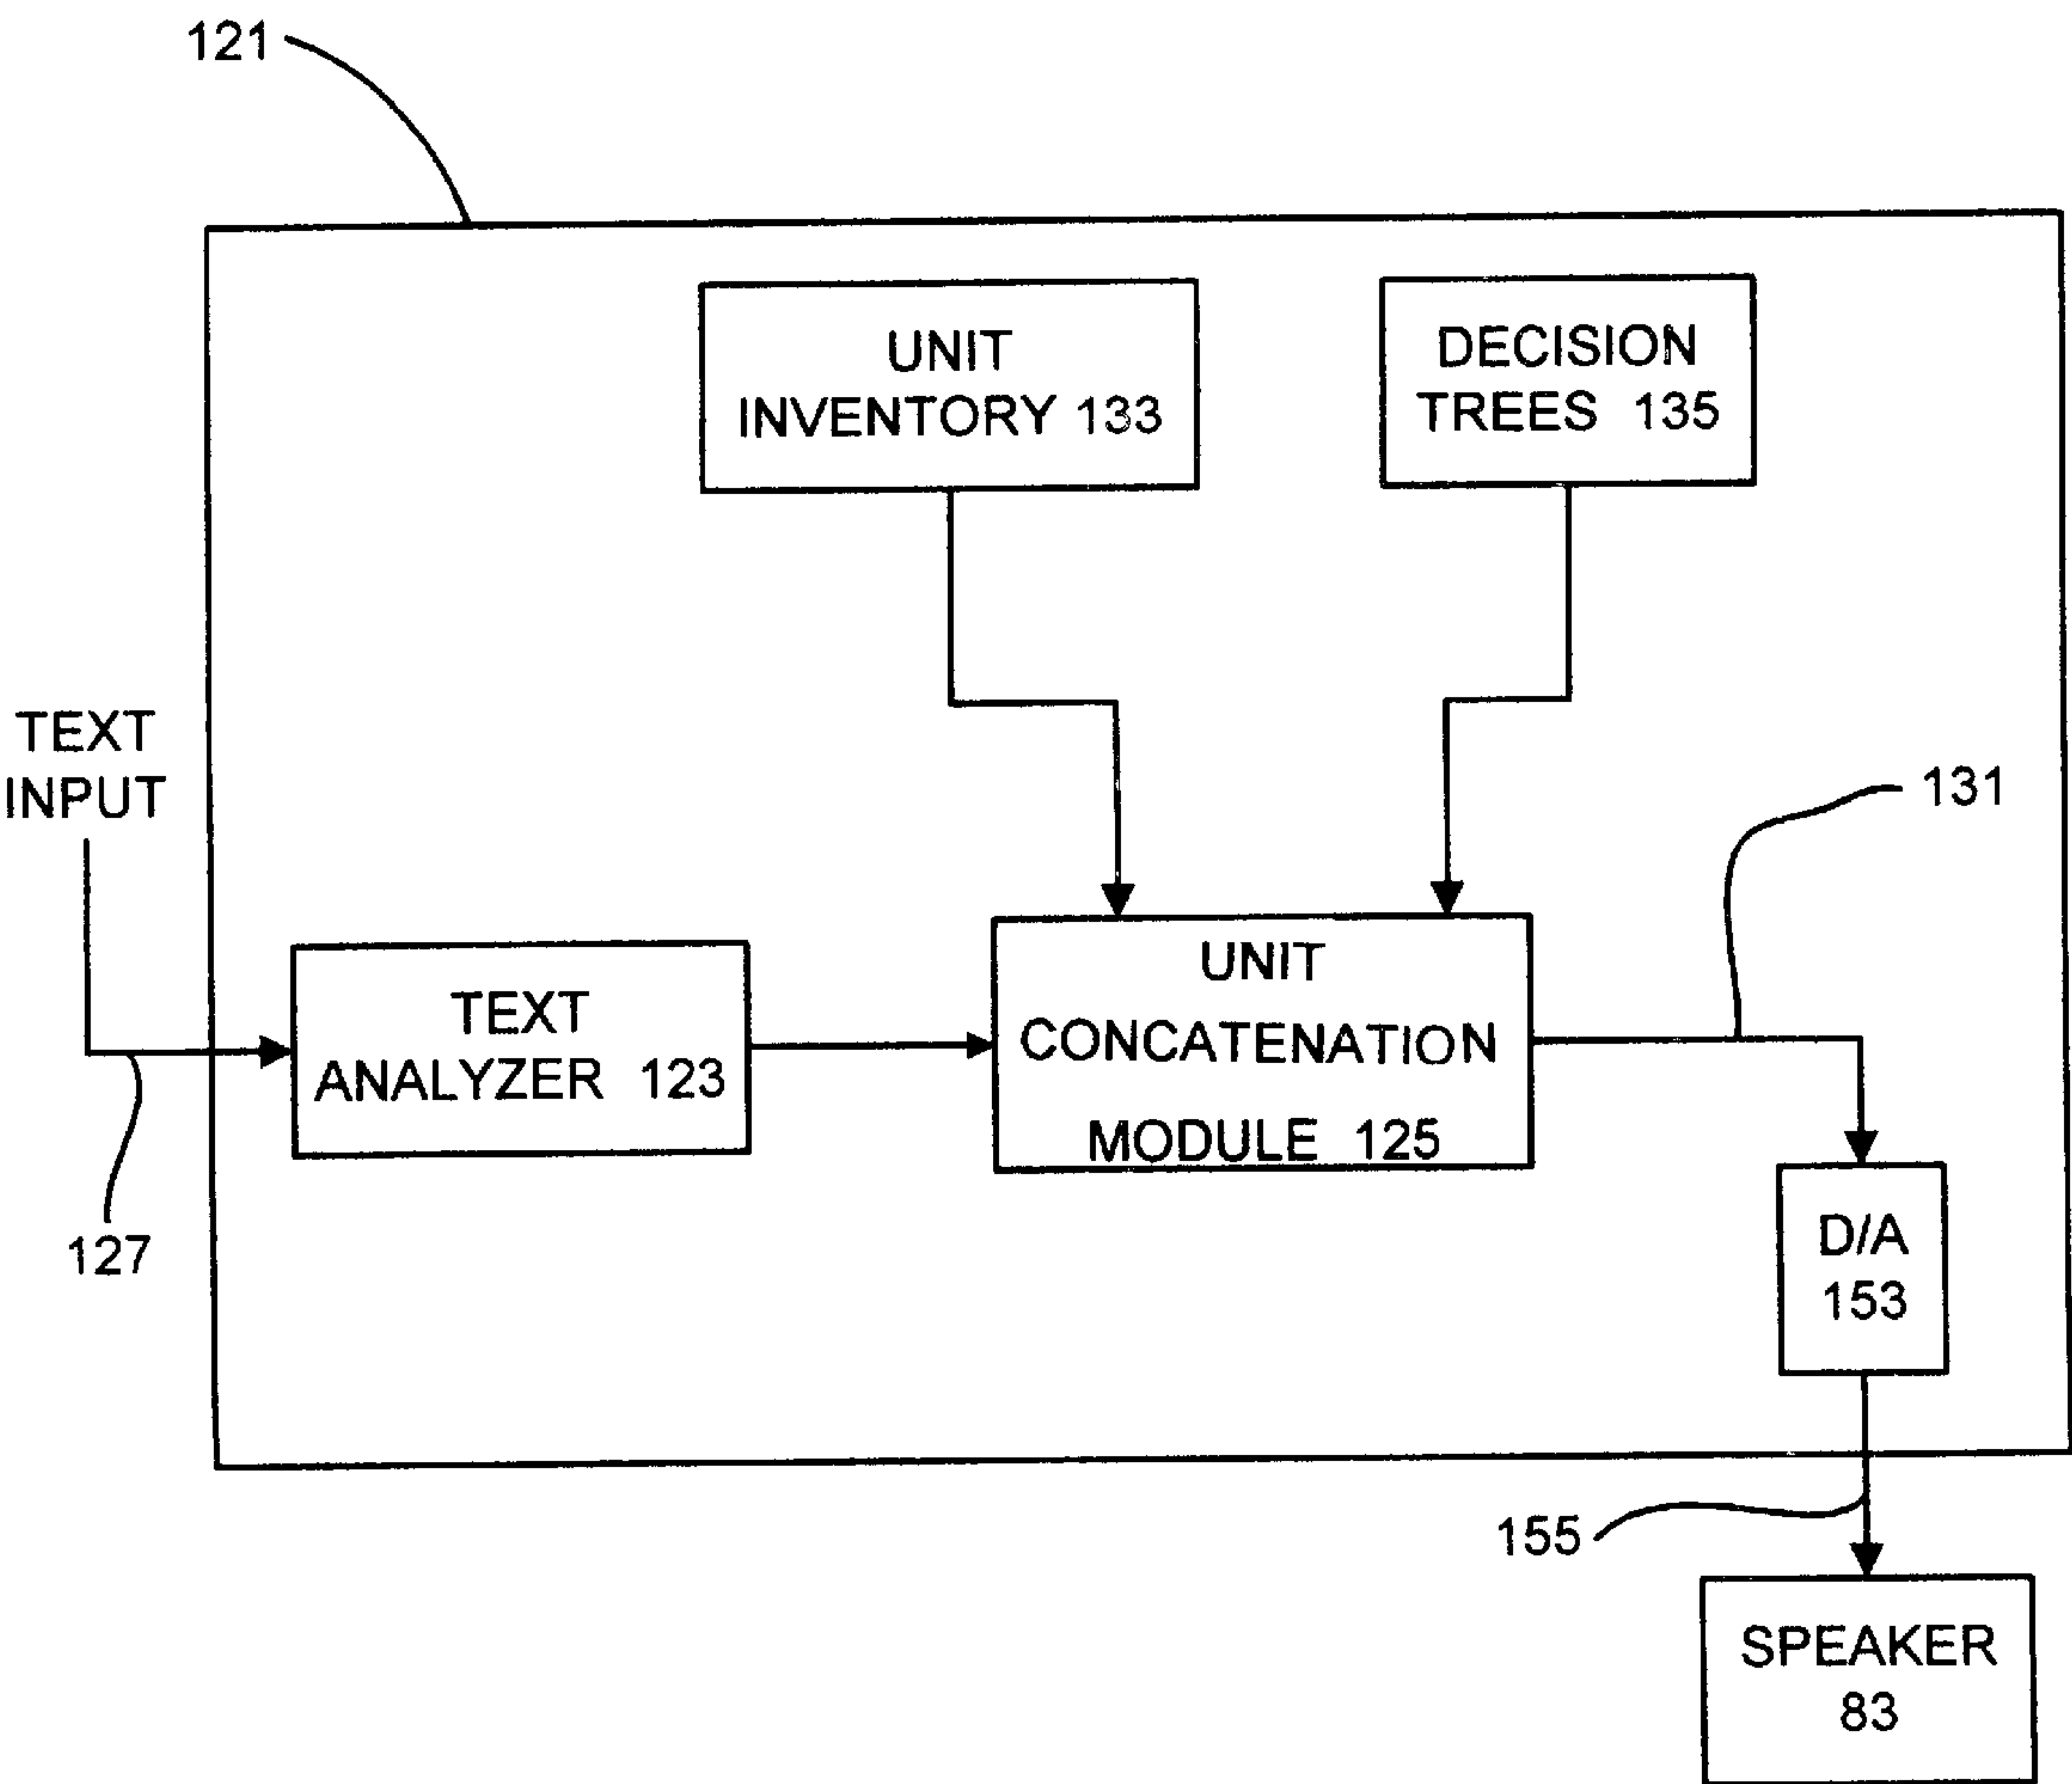 121
UNIT
INVENTORY 133
DECISION
TREES 135
TEXT
INPUT
131
TEXT
ANALYZER 123
UNIT
CONCATENATION
MODULE 125
127
D/A
153
155
SPEAKER
83